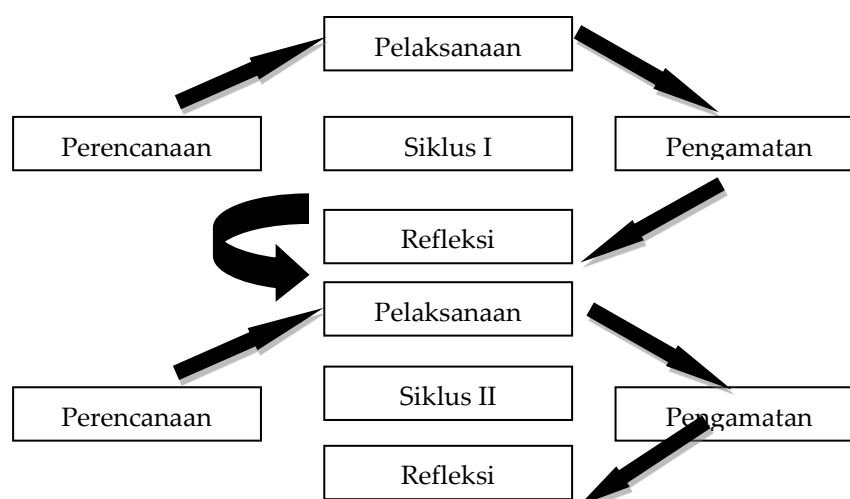 Pelaksanaan
Perencanaan
Siklus I
Pengamatan
Refleksi
Pelaksanaan
Siklus II
Perencanaan
Pengamatan
Refleksi